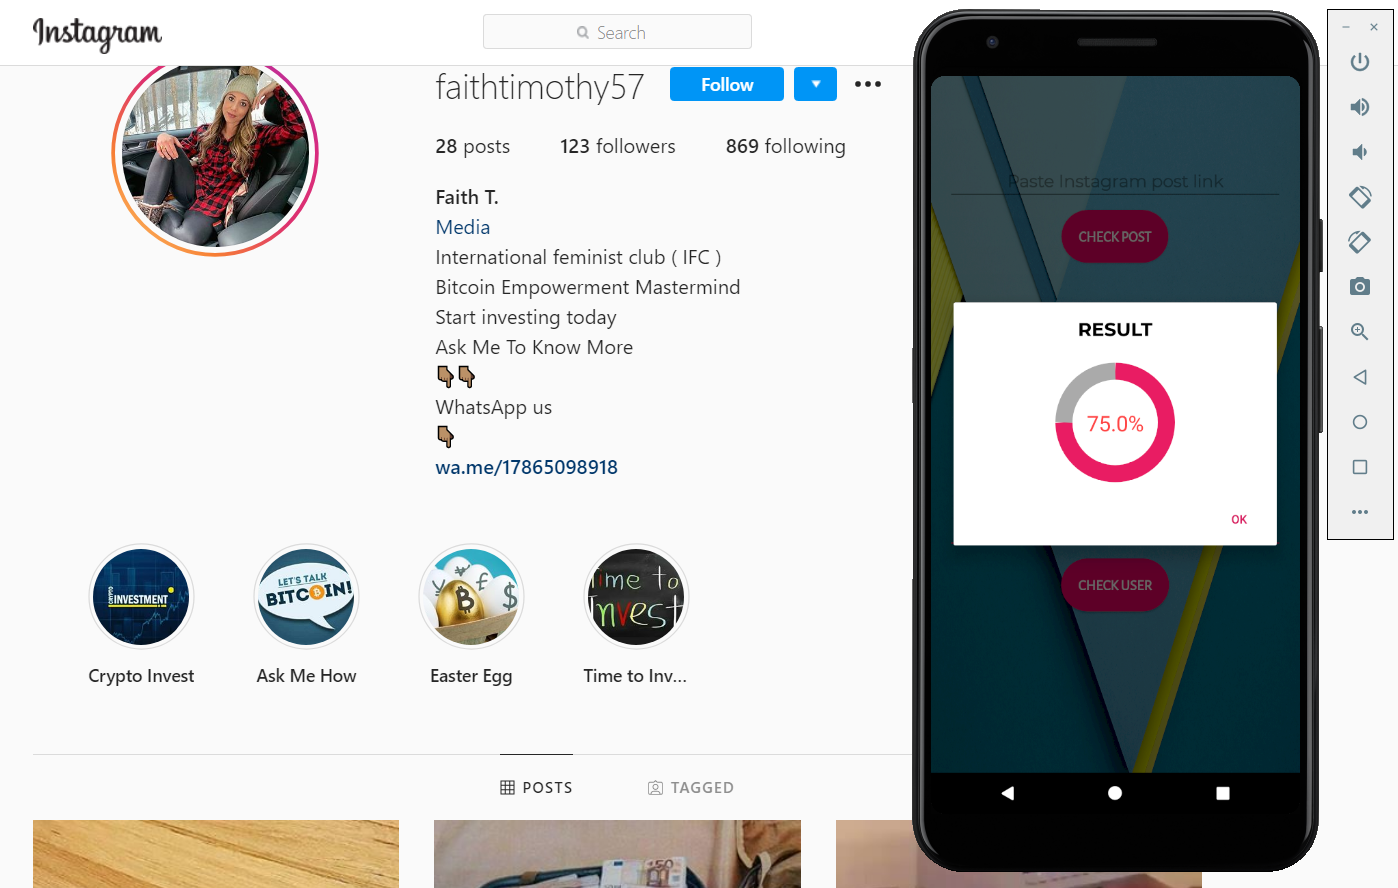 Instagram
Search
faithtimothy57
Follow
28 posts
123 followers
869 following
Faith T.
Media
International feminist club ( IFC )
Bitcoin Empowerment Mastermind
Start investing today
Ask Me To Know More
👇🏽👇🏽
WhatsApp us
👇🏽
wa.me/17865098918
CRYPTO
INVESTMENT
LET'S TALK
BITCOIN!
Time to
Invest
Crypto Invest
Ask Me How
Easter Egg
Time to Inv...
POSTS
TAGGED
Paste Instagram post link
CHECK POST
RESULT
75.0%
OK
CHECK USER